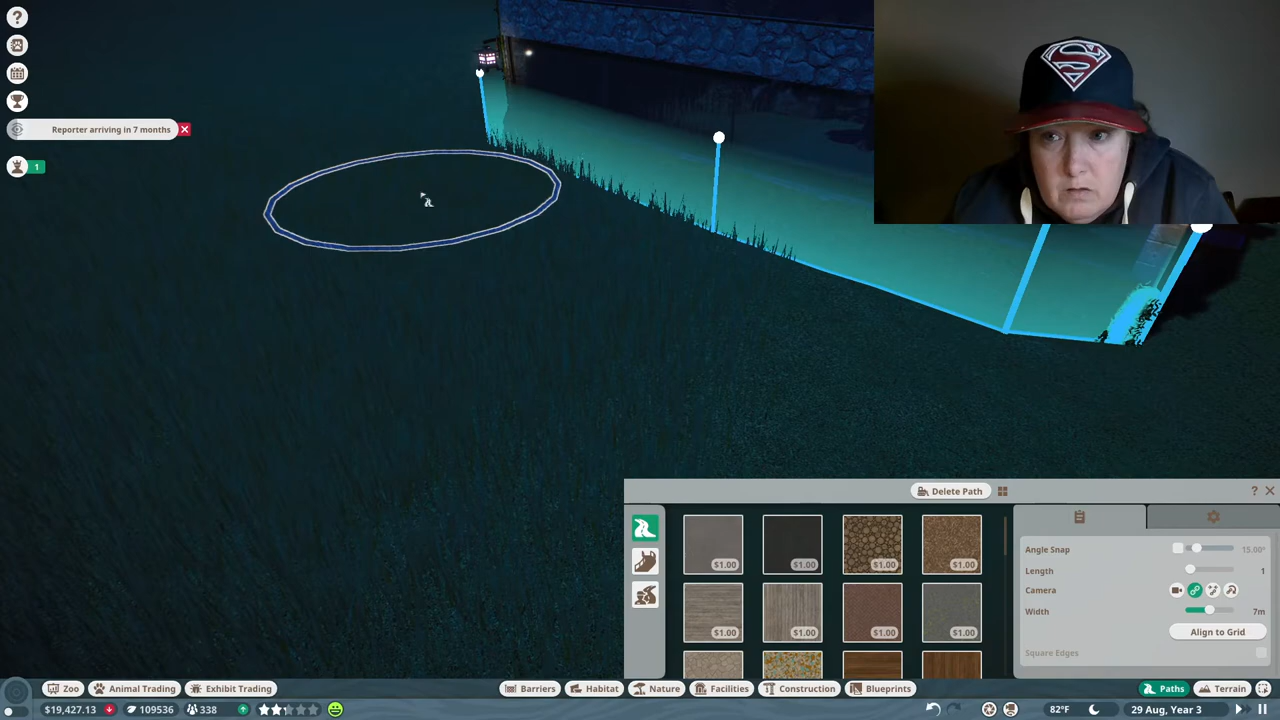 ?
Reporter arriving in 7 months
1
Delete Path
?
$1.00 $1.00 $1.00 $1.00
$1.00 $1.00 $1.00 $1.00
Angle Snap 15.00°
Length 1
Camera
Width 7m
Align to Grid
Square Edges
Zoo Animal Trading Exhibit Trading Barriers Habitat Nature Facilities Construction Blueprints Paths Terrain
$19,427.13 109536 338 82°F 29 Aug, Year 3